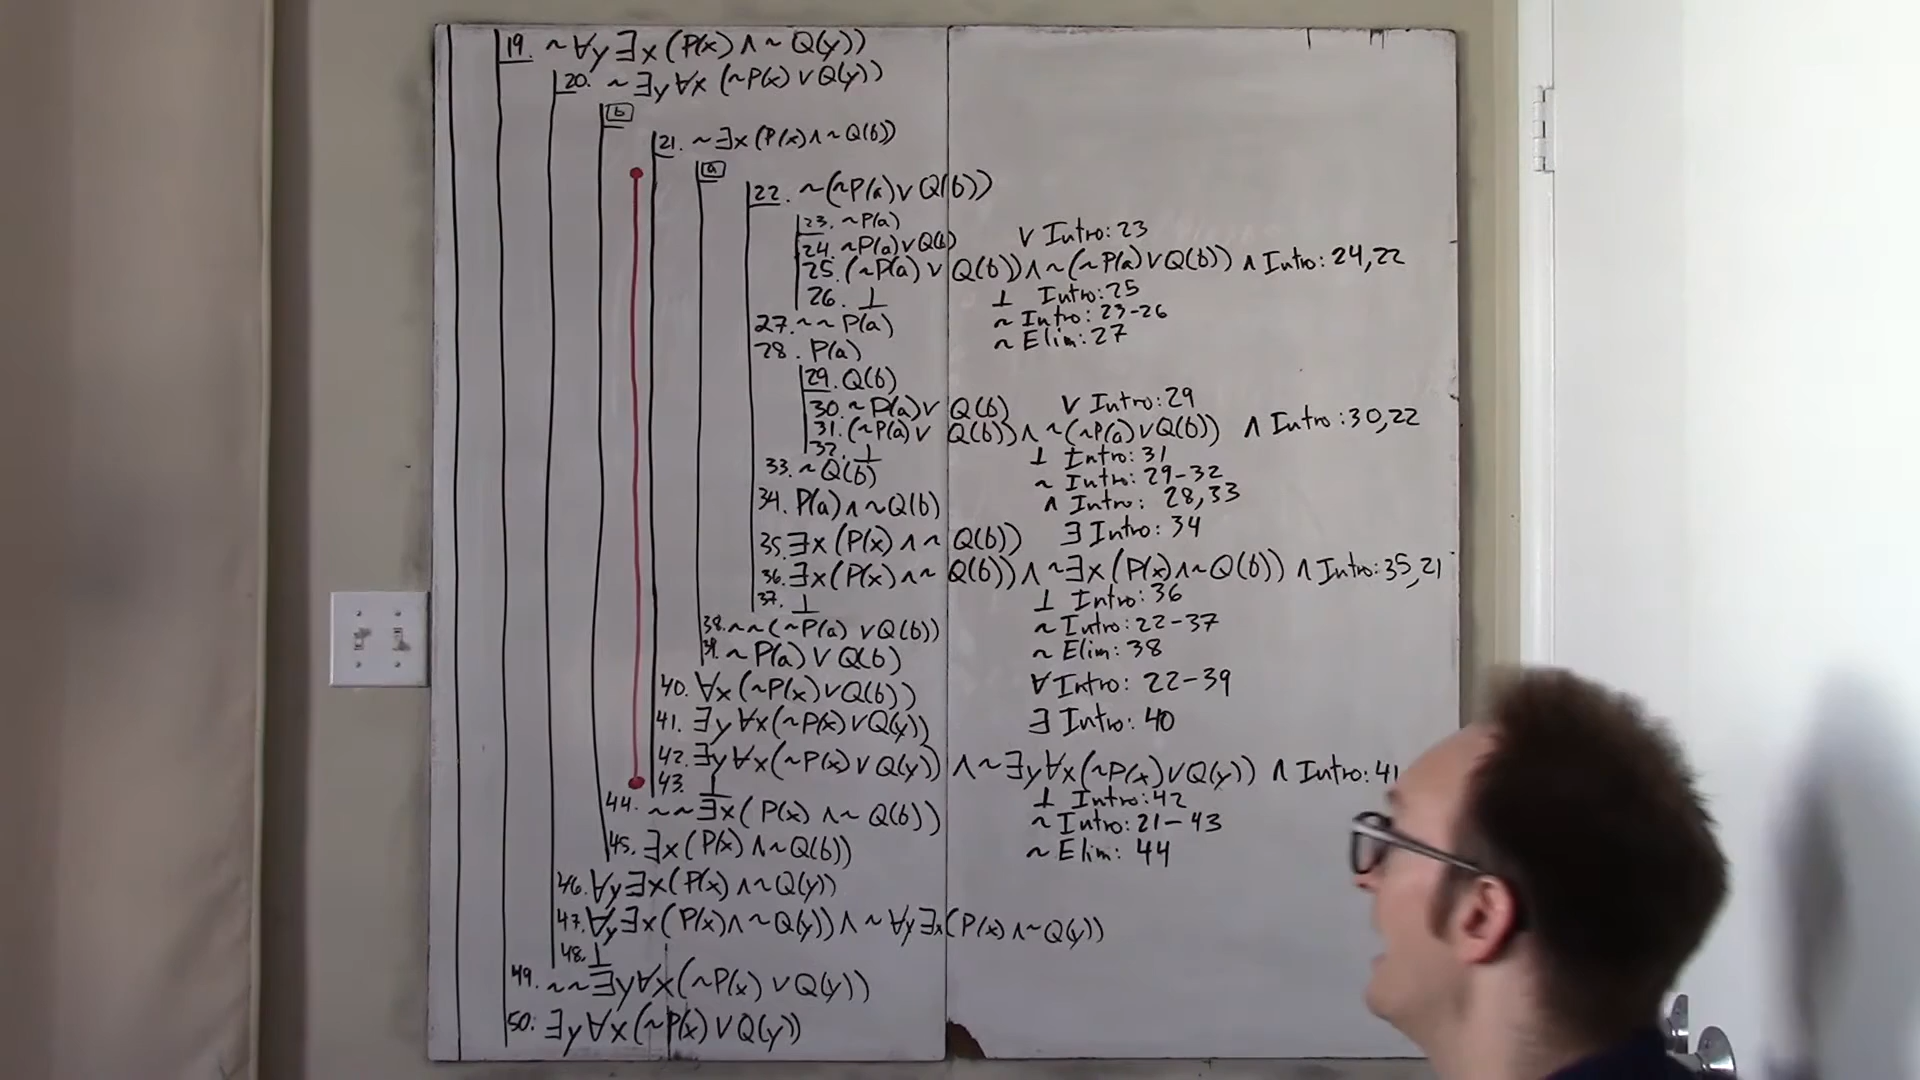 19. ~∀y∃x(P(x)∧~Q(y))
20. ~∃y∀x(~P(x)∨Q(y))
b
21. ~∃x(P(x)∧~Q(b))
a
22. ~(~P(a)∨Q(b))
23. ~P(a)
24. ~P(a)∨Q(b) ∨ Intro: 23
25. (~P(a)∨Q(b))∧~(~P(a)∨Q(b)) ∧ Intro: 24,22
26. ⊥ ⊥ Intro: 25
27. ~~P(a) ~ Intro: 23-26
28. P(a) ~ Elim: 27
29. Q(b)
30. ~P(a)∨Q(b) ∨ Intro: 29
31. (~P(a)∨Q(b))∧~(~P(a)∨Q(b)) ∧ Intro: 30,22
32. ⊥ ⊥ Intro: 31
33. ~Q(b) ~ Intro: 29-32
34. P(a)∧~Q(b) ∧ Intro: 28,33
35. ∃x(P(x)∧~Q(b)) ∃ Intro: 34
36. ∃x(P(x)∧~Q(b))∧~∃x(P(x)∧~Q(b)) ∧ Intro: 35,21
37. ⊥ ⊥ Intro: 36
38. ~~(~P(a)∨Q(b)) ~ Intro: 22-37
39. ~P(a)∨Q(b) ~ Elim: 38
40. ∀x(~P(x)∨Q(b)) ∀ Intro: 22-39
41. ∃y∀x(~P(x)∨Q(y)) ∃ Intro: 40
42. ∃y∀x(~P(x)∨Q(y))∧~∃y∀x(~P(x)∨Q(y)) ∧ Intro: 41
43. ⊥ ⊥ Intro: 42
44. ~~∃x(P(x)∧~Q(b)) ~ Intro: 21-43
45. ∃x(P(x)∧~Q(b)) ~ Elim: 44
46. ∀y∃x(P(x)∧~Q(y))
47. ∀y∃x(P(x)∧~Q(y))∧~∀y∃x(P(x)∧~Q(y))
48. ⊥
49. ~~∃y∀x(~P(x)∨Q(y))
50. ∃y∀x(~P(x)∨Q(y))